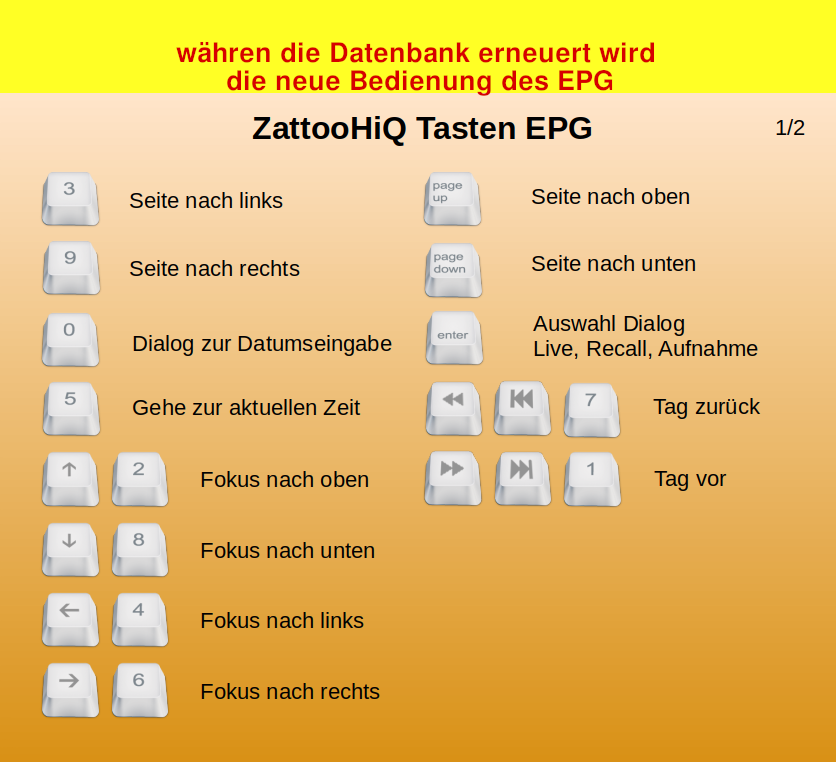 währen die Datenbank erneuert wird
die neue Bedienung des EPG
ZattooHiQ Tasten EPG
1/2
3 Seite nach links
9 Seite nach rechts
0 Dialog zur Datumseingabe
5 Gehe zur aktuellen Zeit
↑ 2 Fokus nach oben
↓ 8 Fokus nach unten
← 4 Fokus nach links
→ 6 Fokus nach rechts
page
up
Seite nach oben
page
down
Seite nach unten
enter
Auswahl Dialog
Live, Recall, Aufnahme
7 Tag zurück
1 Tag vor